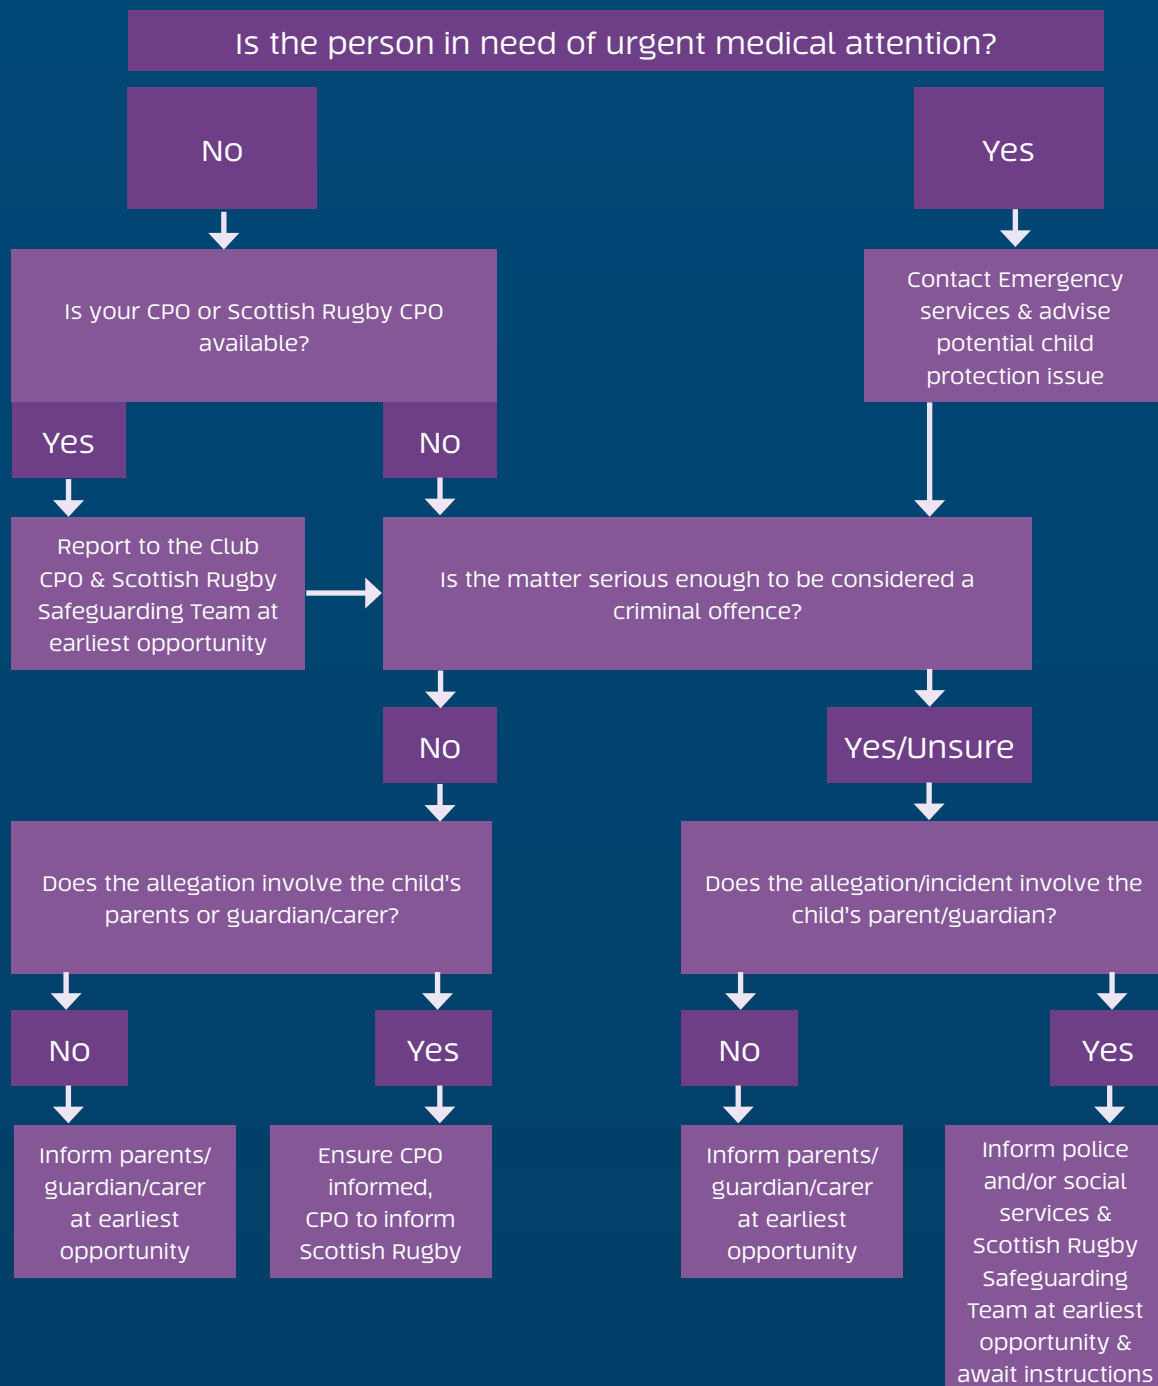 Is the person in need of urgent medical attention?
No
Yes
Is your CPO or Scottish Rugby CPO
available?
Contact Emergency
services & advise
potential child
protection issue
Yes
No
Report to the Club
CPO & Scottish Rugby
Safeguarding Team at
earliest opportunity
Is the matter serious enough to be considered a
criminal offence?
No
Yes/Unsure
Does the allegation involve the child's
parents or guardian/carer?
Does the allegation/incident involve the
child's parent/guardian?
No
Yes
No
Yes
Inform parents/
guardian/carer
at earliest
opportunity
Ensure CPO
informed,
CPO to inform
Scottish Rugby
Inform parents/
guardian/carer
at earliest
opportunity
Inform police
and/or social
services &
Scottish Rugby
Safeguarding
Team at earliest
opportunity &
await instructions